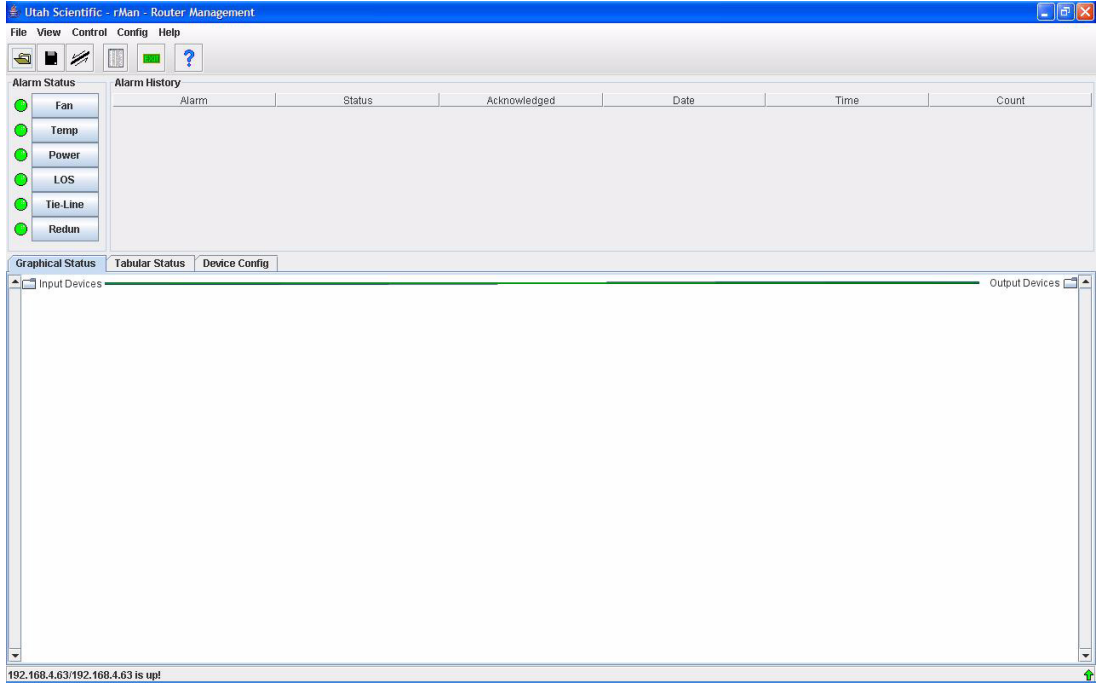 Utah Scientific - rMan - Router Management
File View Control Config Help
?
Alarm Status
Alarm History
Alarm Status Acknowledged Date Time Count
Fan
Temp
Power
LOS
Tie-Line
Redun
Graphical Status Tabular Status Device Config
Input Devices Output Devices
192.168.4.63/192.168.4.63 is up!